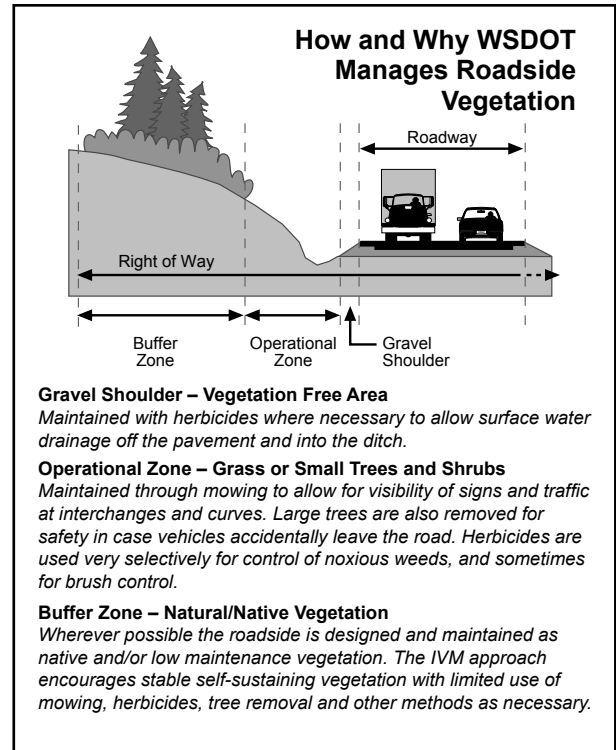 How and Why WSDOT
Manages Roadside
Vegetation
Roadway
Right of Way
Buffer
Zone
Operational
Zone
Gravel
Shoulder
Gravel Shoulder – Vegetation Free Area
Maintained with herbicides where necessary to allow surface water
drainage off the pavement and into the ditch.
Operational Zone – Grass or Small Trees and Shrubs
Maintained through mowing to allow for visibility of signs and traffic
at interchanges and curves. Large trees are also removed for
safety in case vehicles accidentally leave the road. Herbicides are
used very selectively for control of noxious weeds, and sometimes
for brush control.
Buffer Zone – Natural/Native Vegetation
Wherever possible the roadside is designed and maintained as
native and/or low maintenance vegetation. The IVM approach
encourages stable self-sustaining vegetation with limited use of
mowing, herbicides, tree removal and other methods as necessary.